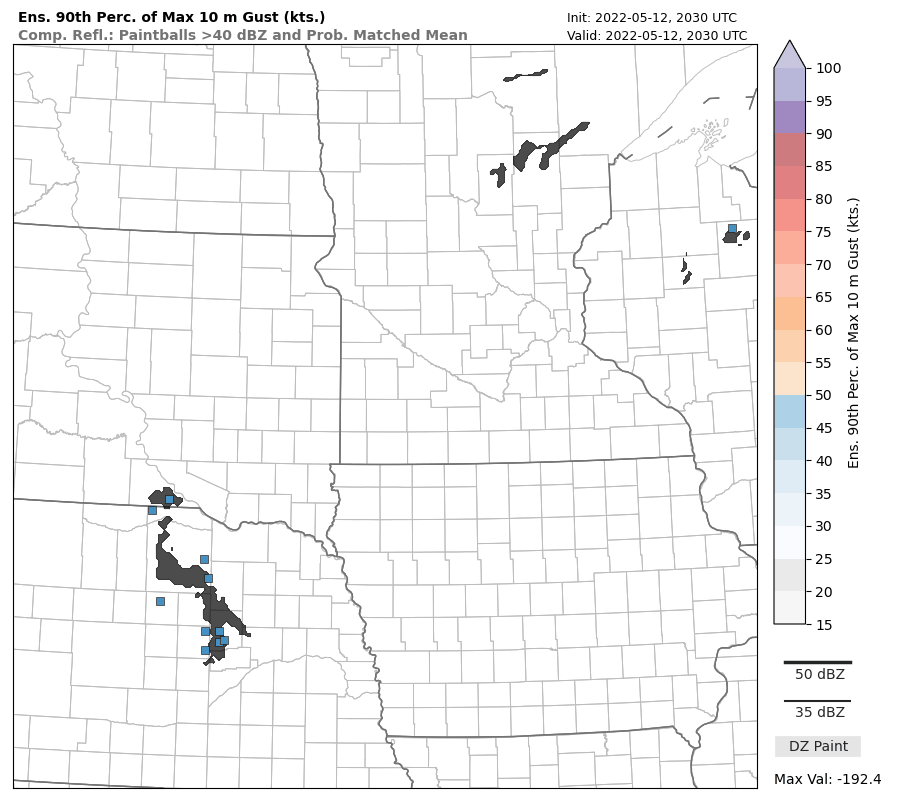 Ens. 90th Perc. of Max 10 m Gust (kts.)
Comp. Refl.: Paintballs >40 dBZ and Prob. Matched Mean
Init: 2022-05-12, 2030 UTC
Valid: 2022-05-12, 2030 UTC
100
95
90
85
80
75
70
65
60
55
50
45
40
35
30
25
20
15
Ens. 90th Perc. of Max 10 m Gust (kts.)
50 dBZ
35 dBZ
DZ Paint
Max Val: -192.4